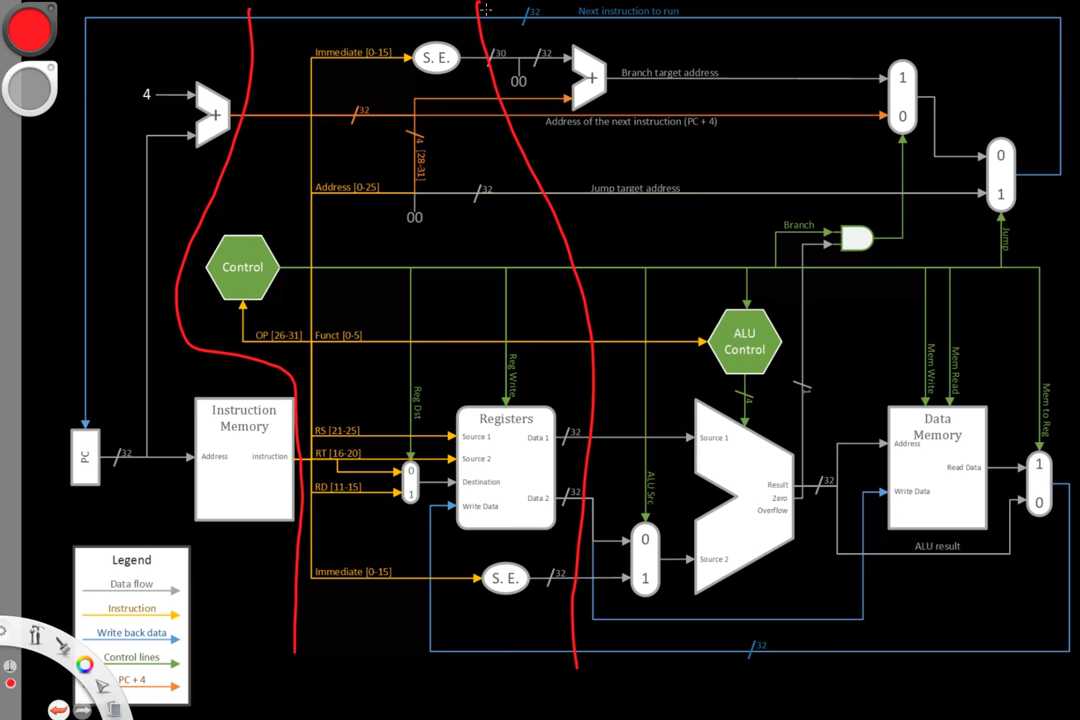 /32
Next instruction to run
Immediate [0-15]
S. E.
/30
/32
00
4
+
+
Branch target address
1
0
/32
Address of the next instruction (PC + 4)
/4 [28-31]
0
1
Address [0-25]
/32
Jump target address
00
Branch
Jump
Control
OP [26-31]
Funct [0-5]
ALU
Control
/4
/1
Reg Dst
Reg Write
Mem Write
Mem Read
Mem to Reg
ALU Src
PC
/32
Instruction
Memory
Address
Instruction
RS [21-25]
RT [16-20]
RD [11-15]
0
1
Registers
Source 1
Data 1
Source 2
Destination
Data 2
Write Data
/32
/32
Source 1
Result
Zero
Overflow
Source 2
/32
Data
Memory
Address
Read Data
Write Data
1
0
ALU result
0
1
Immediate [0-15]
S. E.
/32
/32
Legend
Data flow
Instruction
Write back data
Control lines
PC + 4